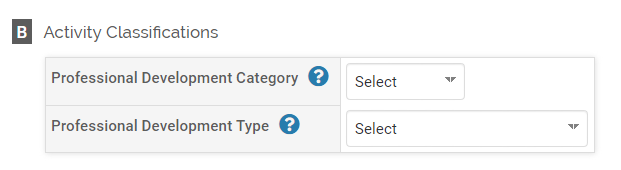 B Activity Classifications
Professional Development Category ? Select
Professional Development Type ? Select